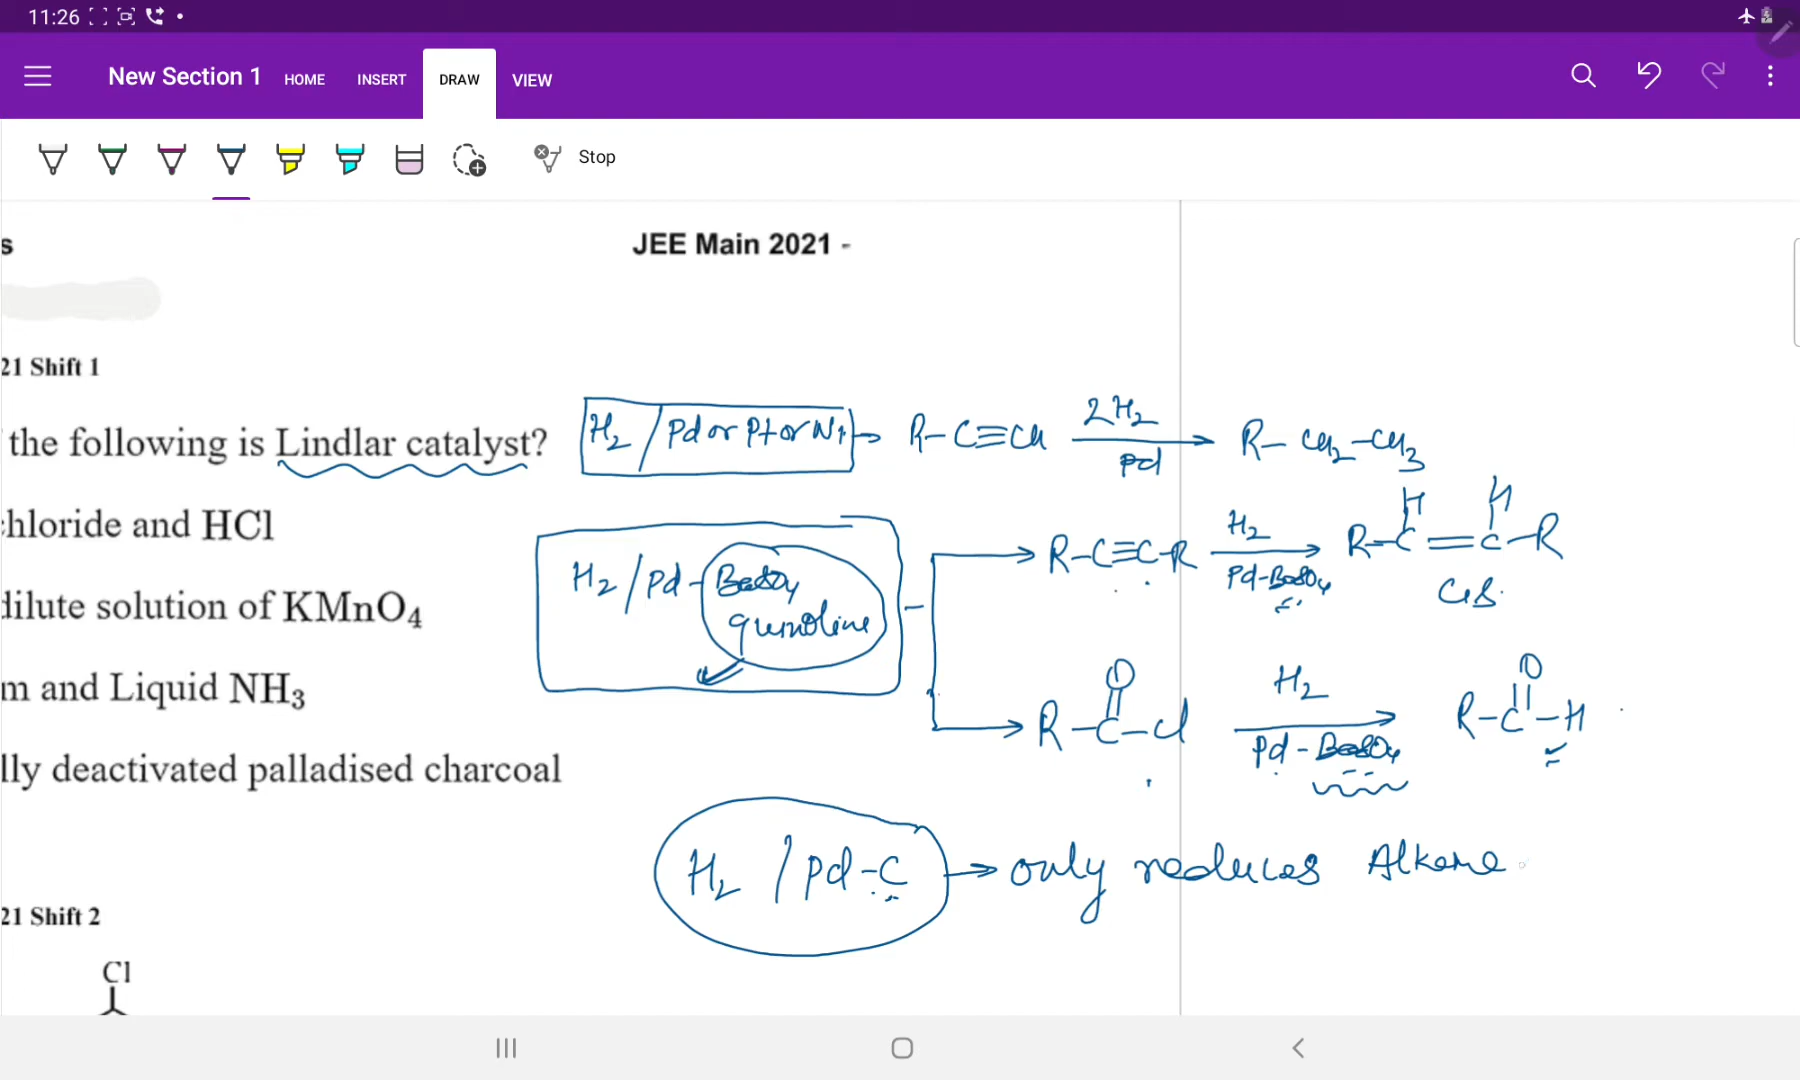 11:26
New Section 1 HOME INSERT DRAW VIEW
Stop
s JEE Main 2021 -
21 Shift 1
the following is Lindlar catalyst?
H₂ / Pd or Pt or Ni → R-C≡CH 2H₂ Pd → R-CH₂-CH₃
hloride and HCl
H₂/Pd-BaSO₄ quinoline
R-C≡C-R H₂ Pd-BaSO₄ → R-C=C-R H H
Cis.
dilute solution of KMnO₄
m and Liquid NH₃
R-C-Cl O H₂ Pd-BaSO₄ → R-C-H O
lly deactivated palladised charcoal
H₂ / Pd-C → only reduces Alkene
21 Shift 2
Cl